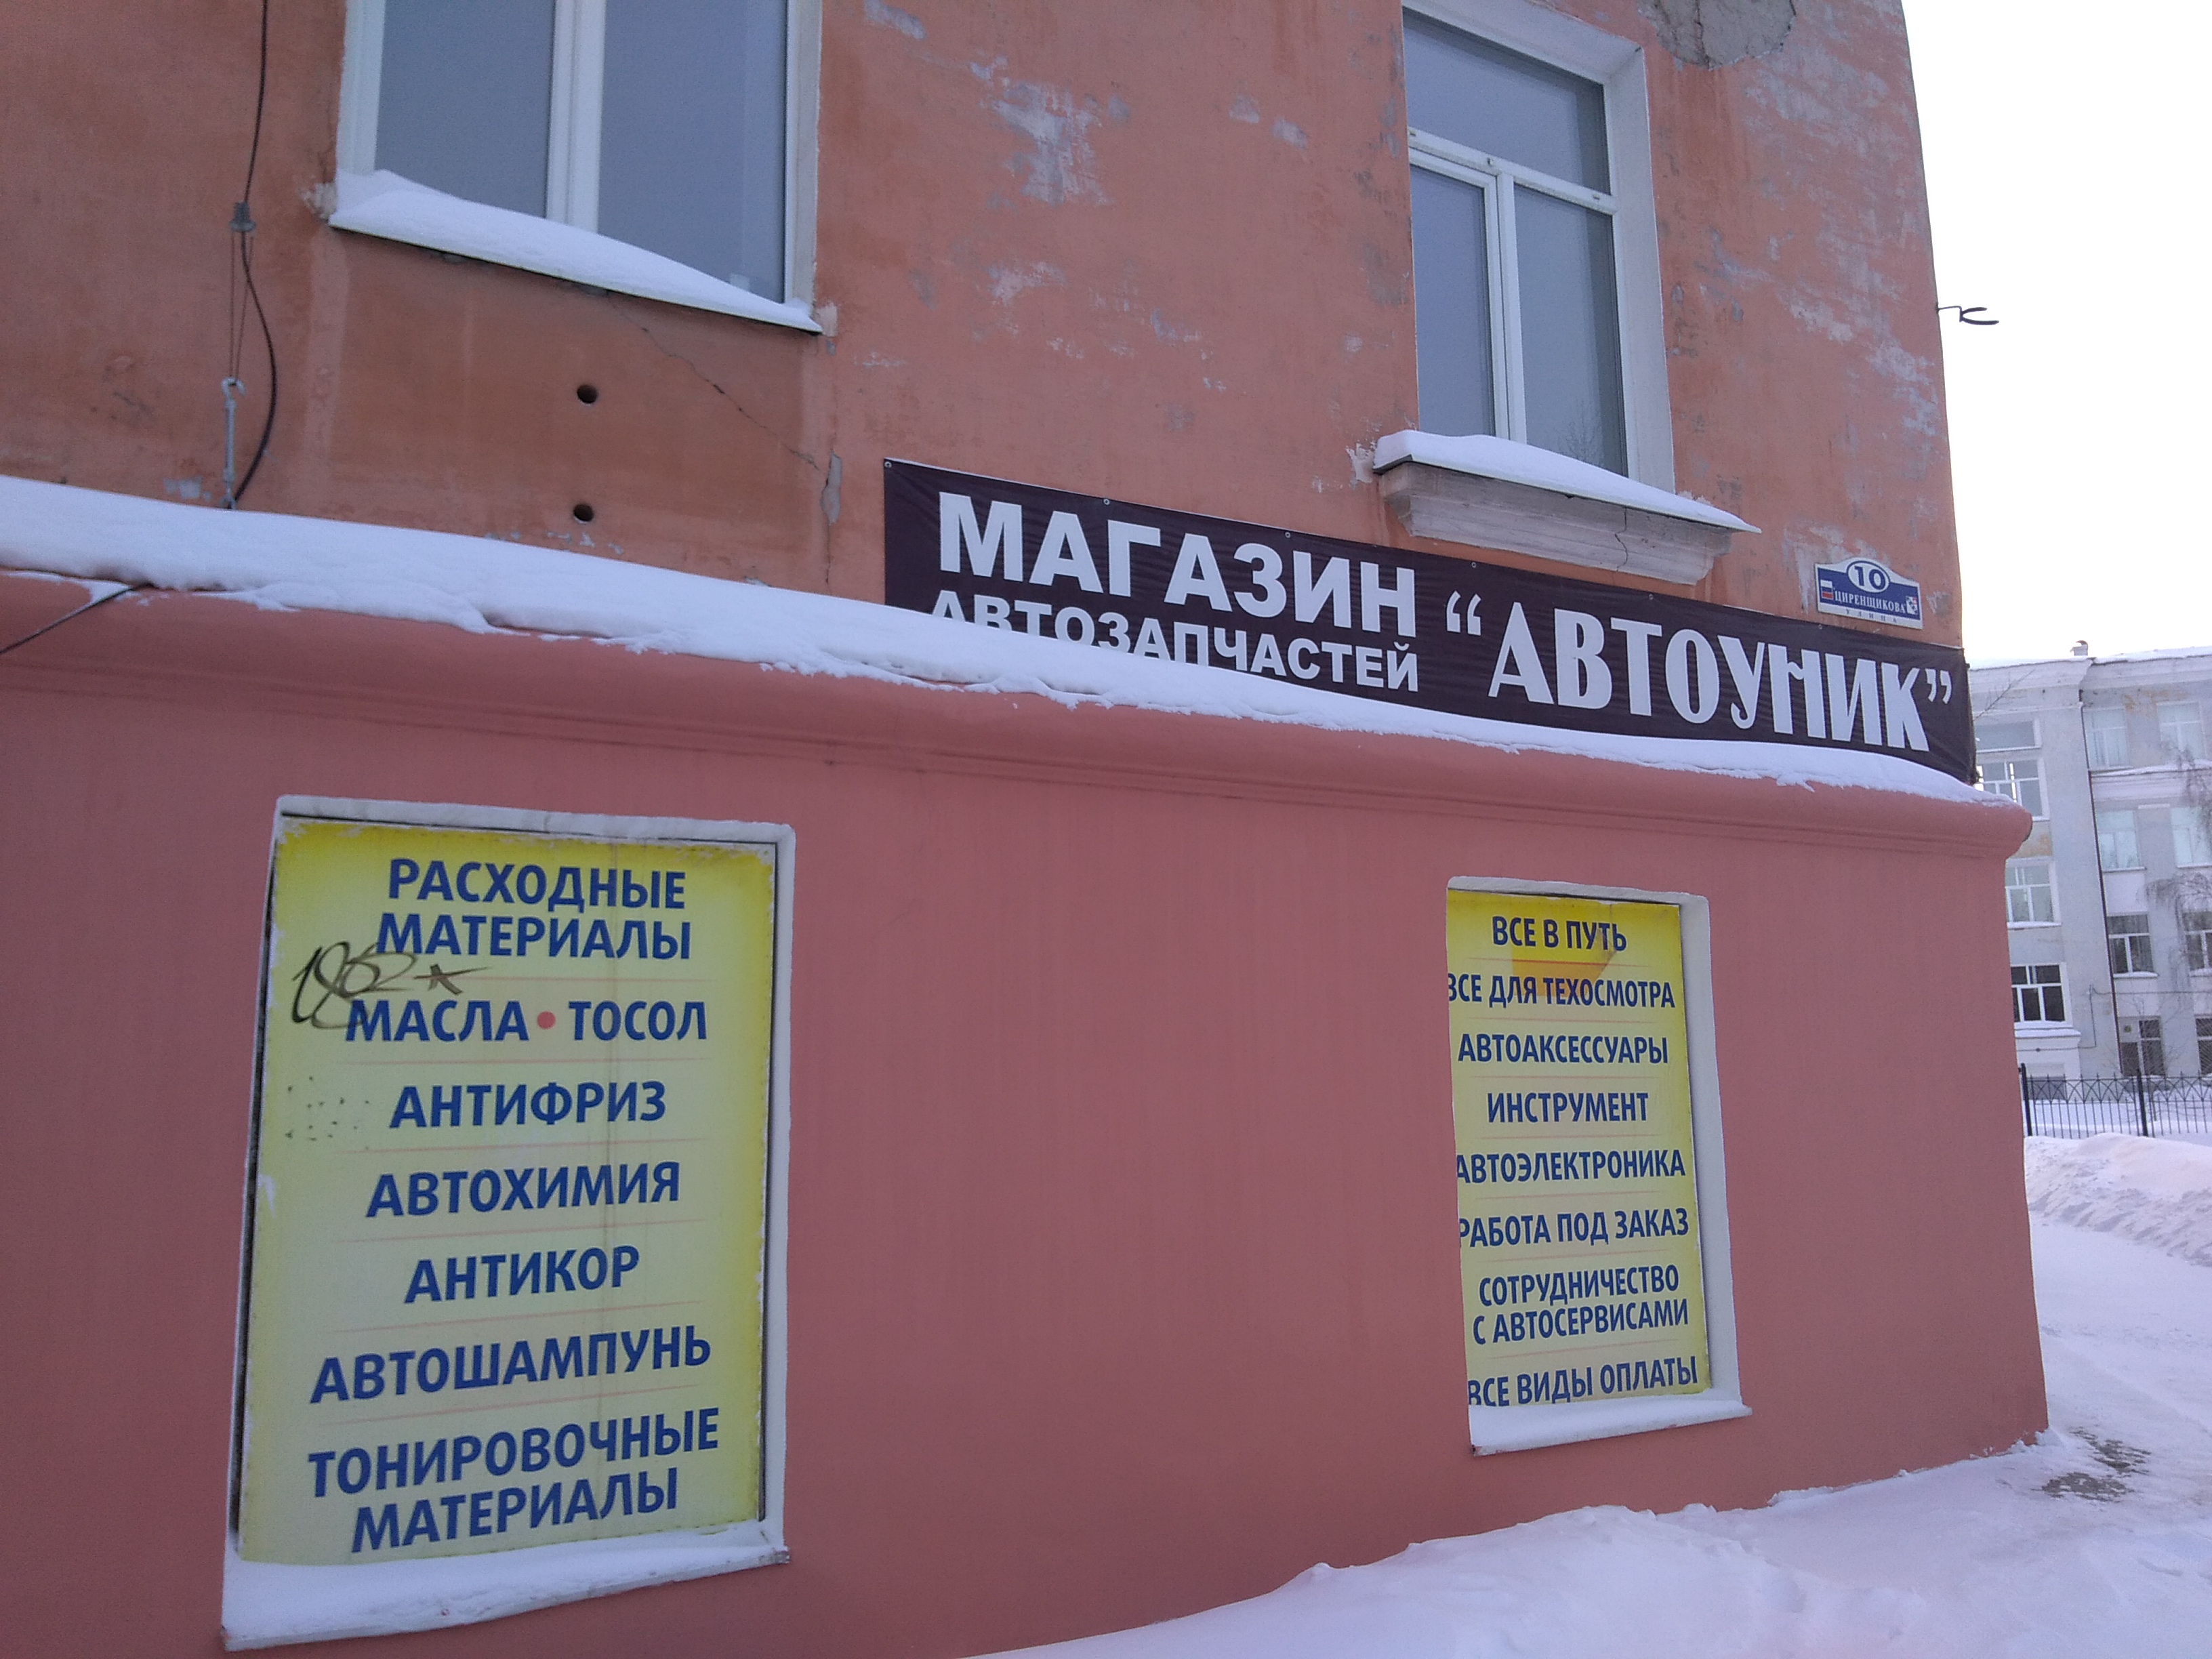 МАГАЗИН
АВТОЗАПЧАСТЕЙ
“АВТОУНИК”
10
ЦИРЕНЩИКОВА
УЛИЦА
РАСХОДНЫЕ
МАТЕРИАЛЫ
МАСЛА • ТОСОЛ
АНТИФРИЗ
АВТОХИМИЯ
АНТИКОР
АВТОШАМПУНЬ
ТОНИРОВОЧНЫЕ
МАТЕРИАЛЫ
ВСЕ В ПУТЬ
ВСЕ ДЛЯ ТЕХОСМОТРА
АВТОАКСЕССУАРЫ
ИНСТРУМЕНТ
АВТОЭЛЕКТРОНИКА
РАБОТА ПОД ЗАКАЗ
СОТРУДНИЧЕСТВО
С АВТОСЕРВИСАМИ
ВСЕ ВИДЫ ОПЛАТЫ